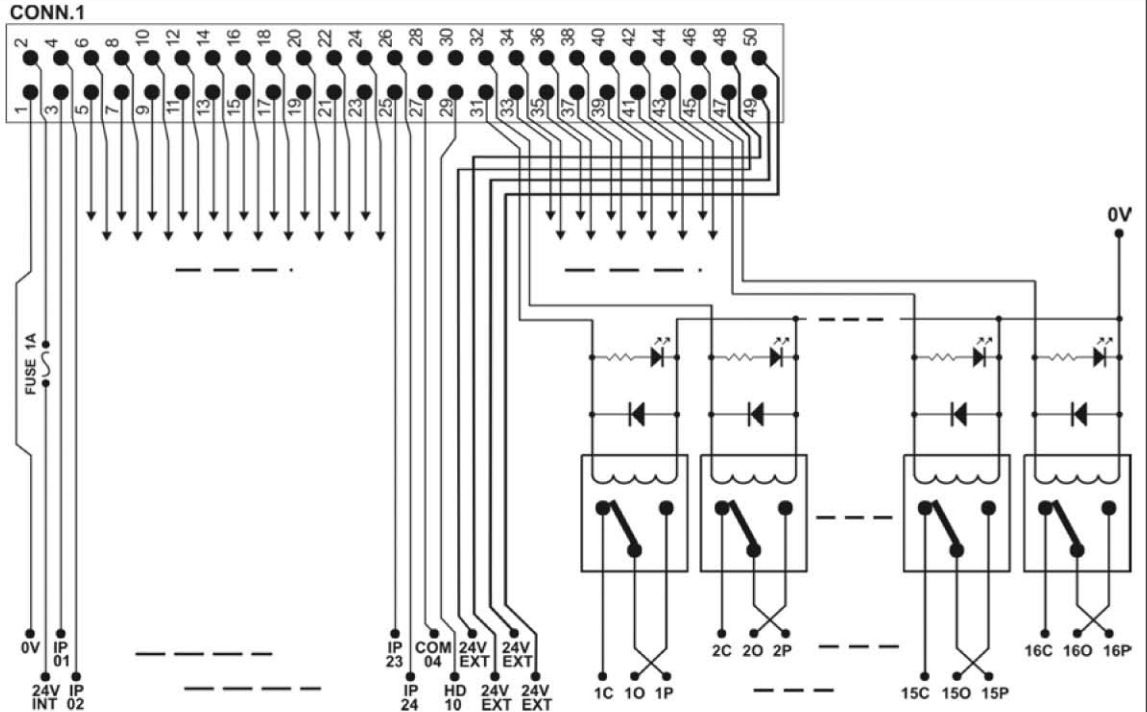 CONN.1
2 4 6 8 10 12 14 16 18 20 22 24 26 28 30 32 34 36 38 40 42 44 46 48 50
1 3 5 7 9 11 13 15 17 19 21 23 25 27 29 31 33 35 37 39 41 43 45 47 49
0V
FUSE 1A
0V IP 01
24V INT IP 02
IP 23 COM 04 24V EXT 24V EXT
IP 24 HD 10 24V EXT 24V EXT
2C 2O 2P 16C 16O 16P
1C 1O 1P 15C 15O 15P